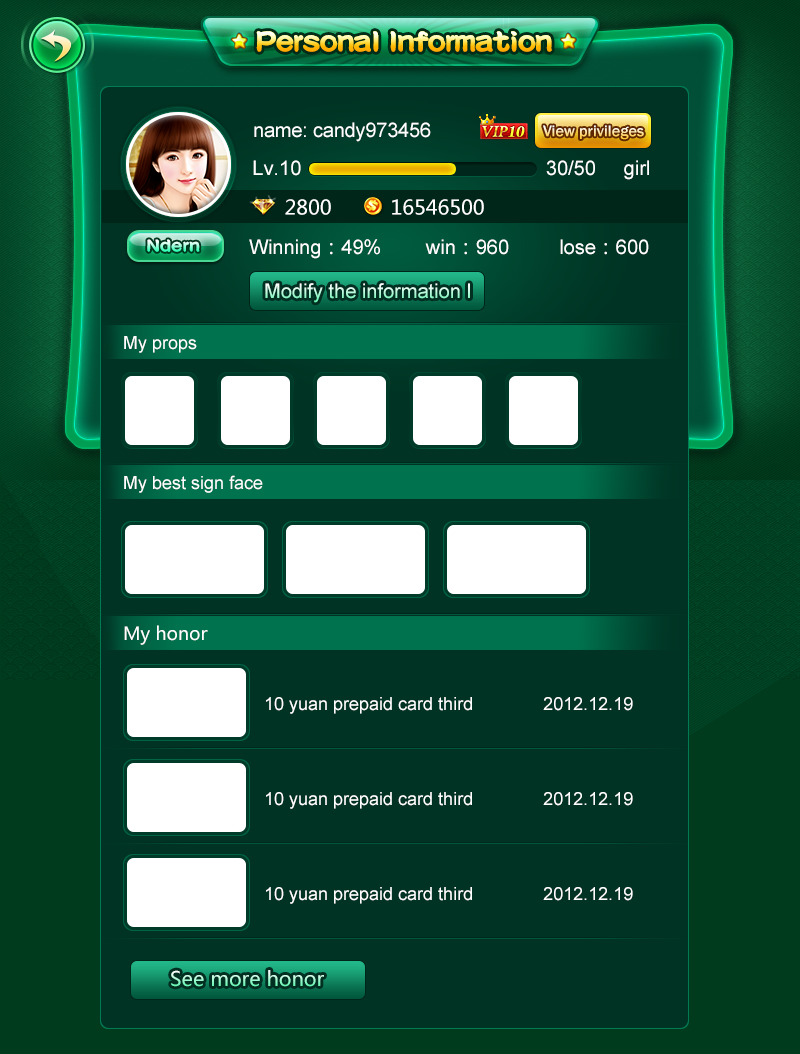 Personal Information
name: candy973456 VIP10 View privileges
Lv.10 30/50 girl
2800 16546500
Ndern Winning : 49% win : 960 lose : 600
Modify the information I
My props
My best sign face
My honor
10 yuan prepaid card third 2012.12.19
10 yuan prepaid card third 2012.12.19
10 yuan prepaid card third 2012.12.19
See more honor